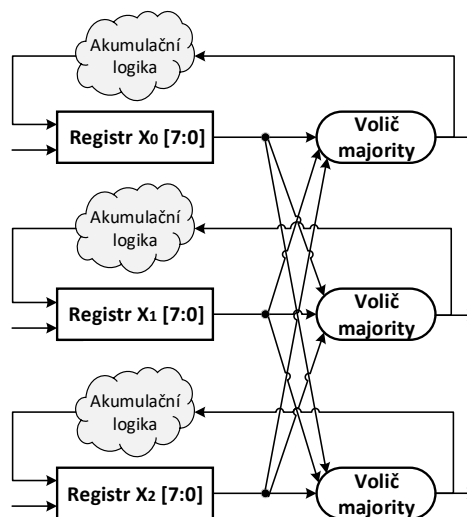 Akumulační
logika
Registr X0 [7:0]
Volič
majority
Akumulační
logika
Registr X1 [7:0]
Volič
majority
Akumulační
logika
Registr X2 [7:0]
Volič
majority